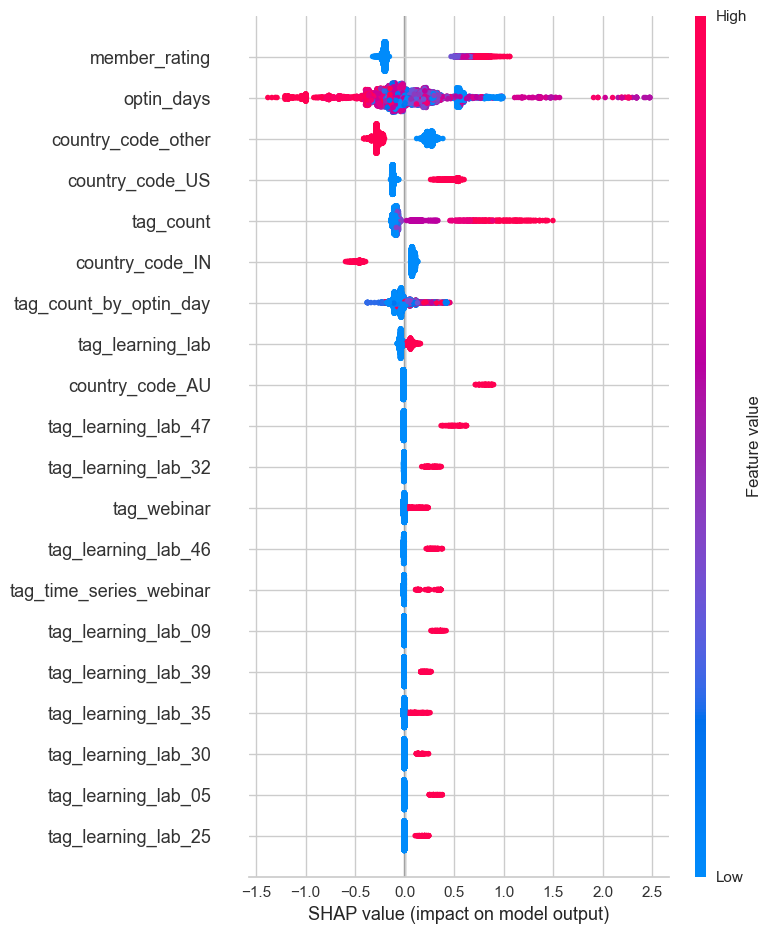 High
member_rating
optin_days
country_code_other
country_code_US
tag_count
country_code_IN
tag_count_by_optin_day
tag_learning_lab
country_code_AU
tag_learning_lab_47
tag_learning_lab_32
tag_webinar
tag_learning_lab_46
tag_time_series_webinar
tag_learning_lab_09
tag_learning_lab_39
tag_learning_lab_35
tag_learning_lab_30
tag_learning_lab_05
tag_learning_lab_25
Feature value
Low
−1.5 −1.0 −0.5 0.0 0.5 1.0 1.5 2.0 2.5
SHAP value (impact on model output)